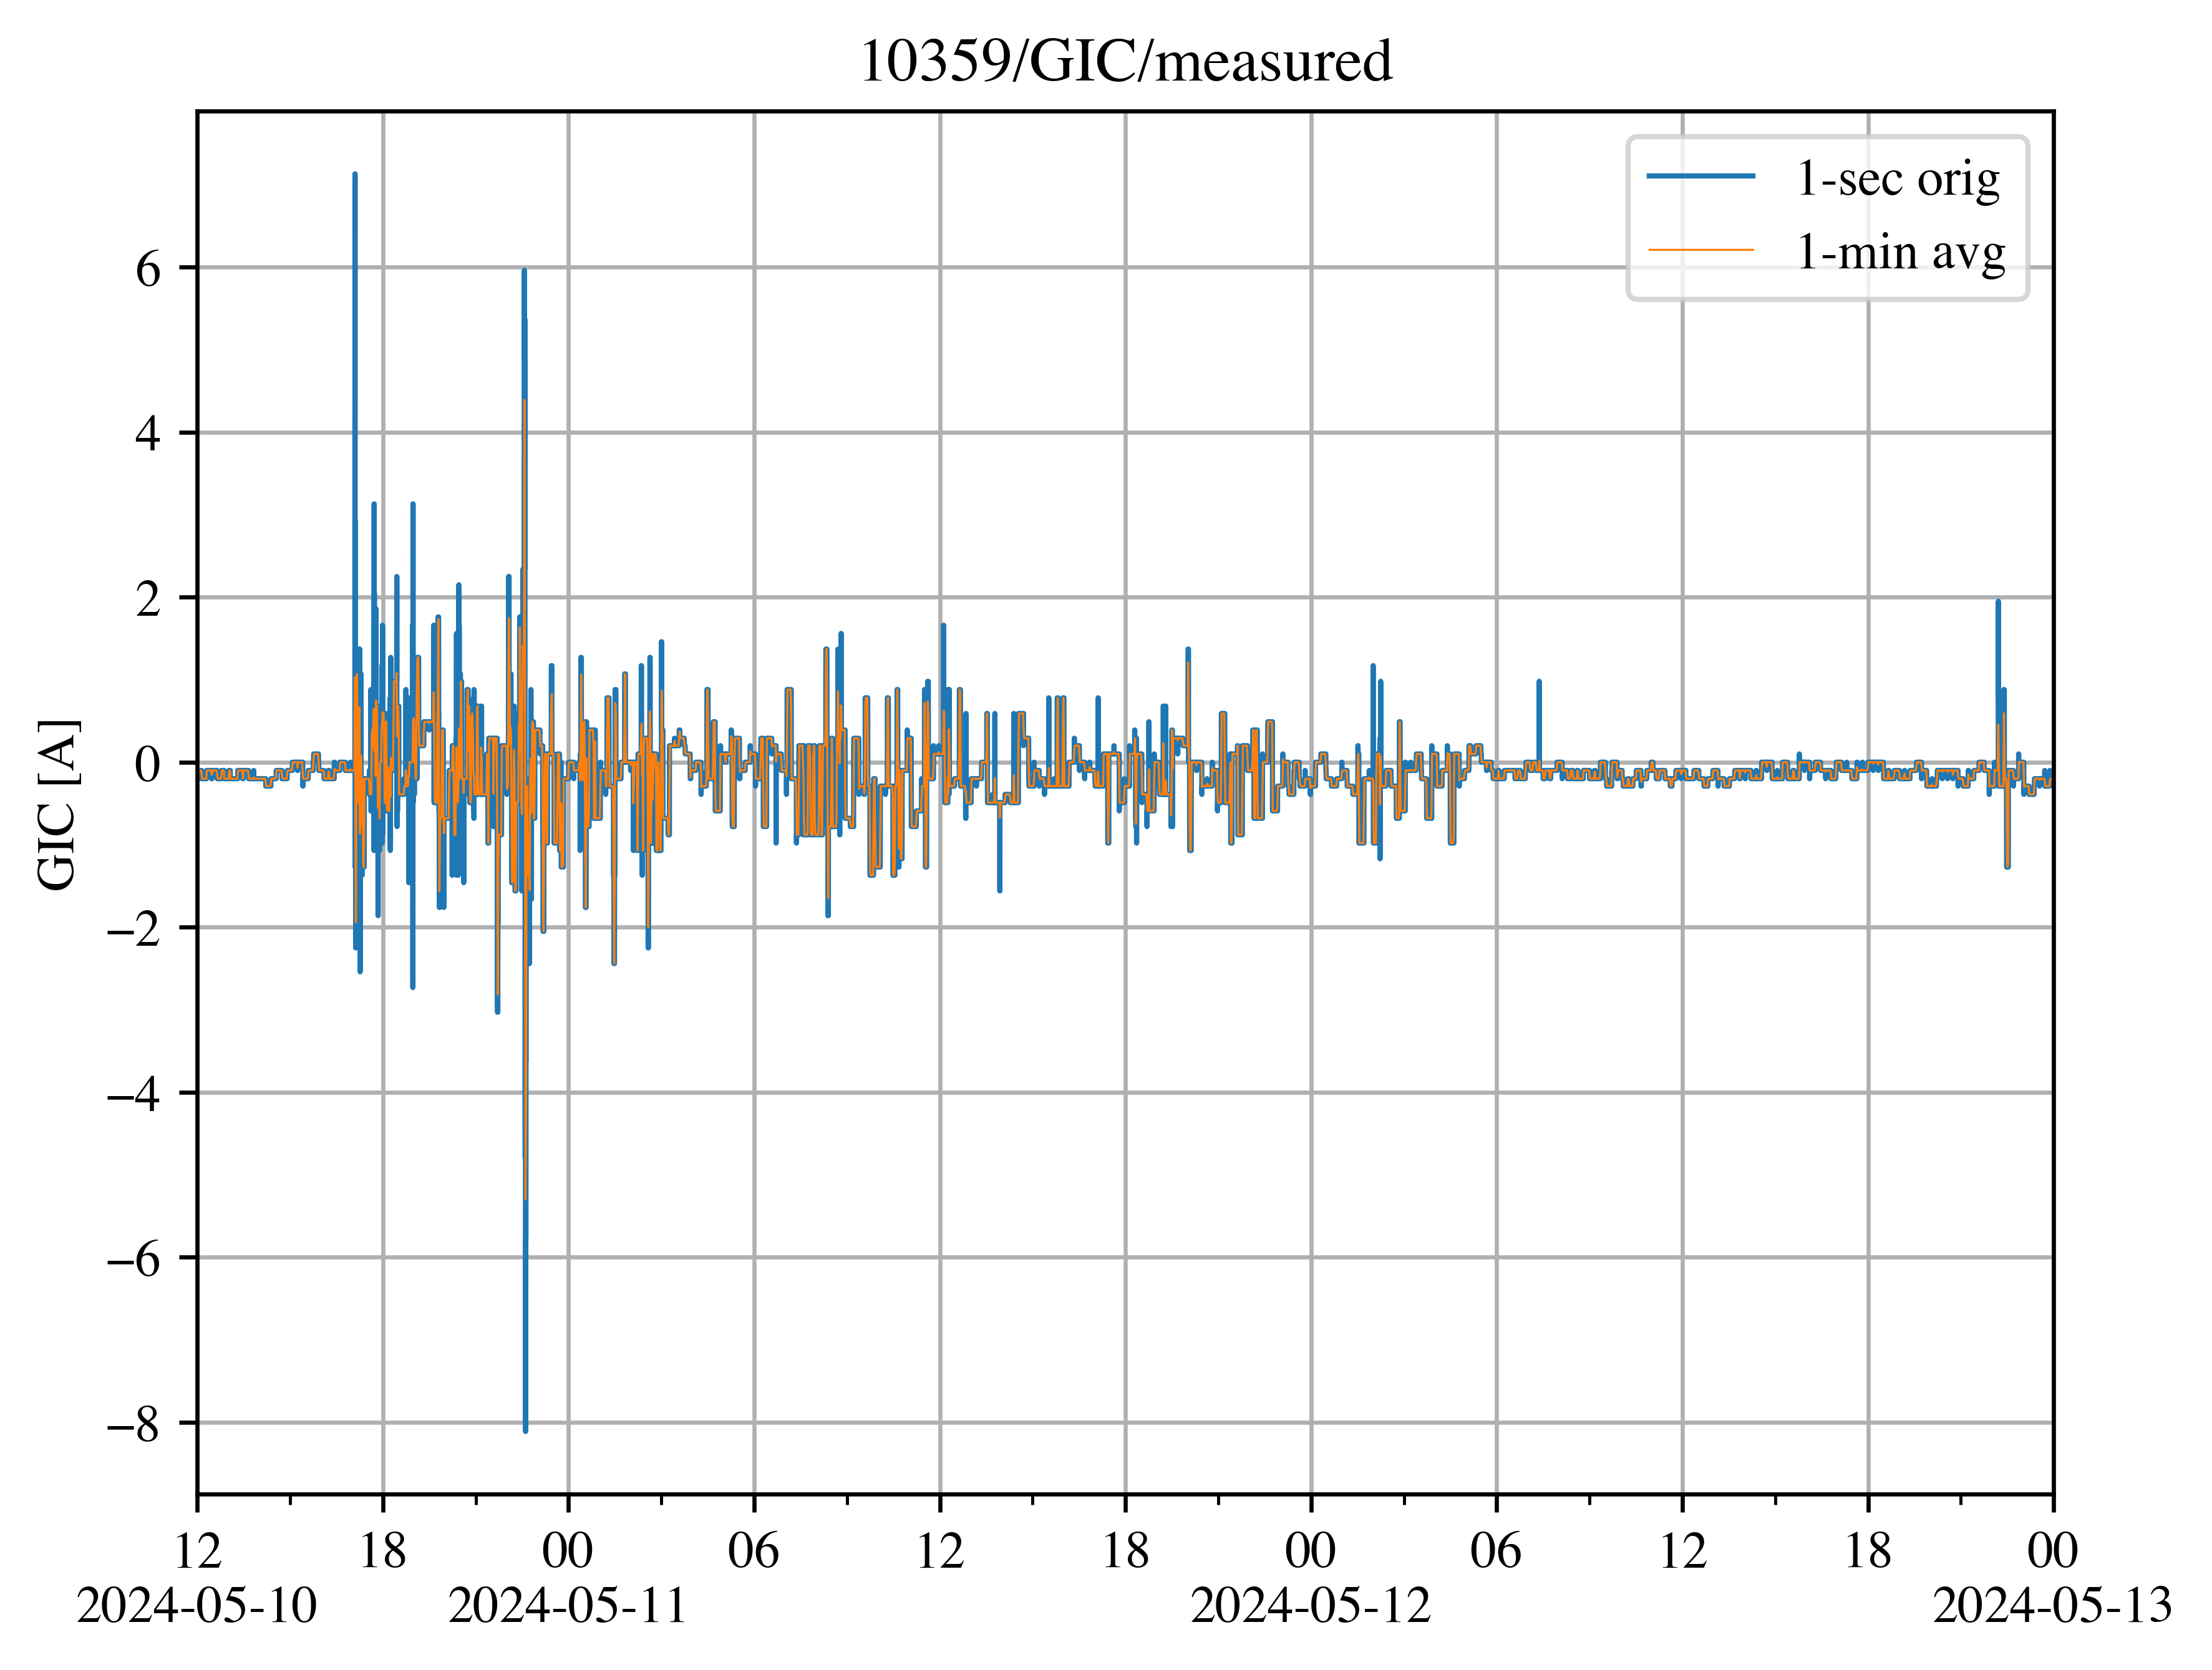 10359/GIC/measured
1-sec orig
1-min avg
GIC [A]
6
4
2
0
−2
−4
−6
−8
12 18 00 06 12 18 00 06 12 18 00
2024-05-10 2024-05-11 2024-05-12 2024-05-13